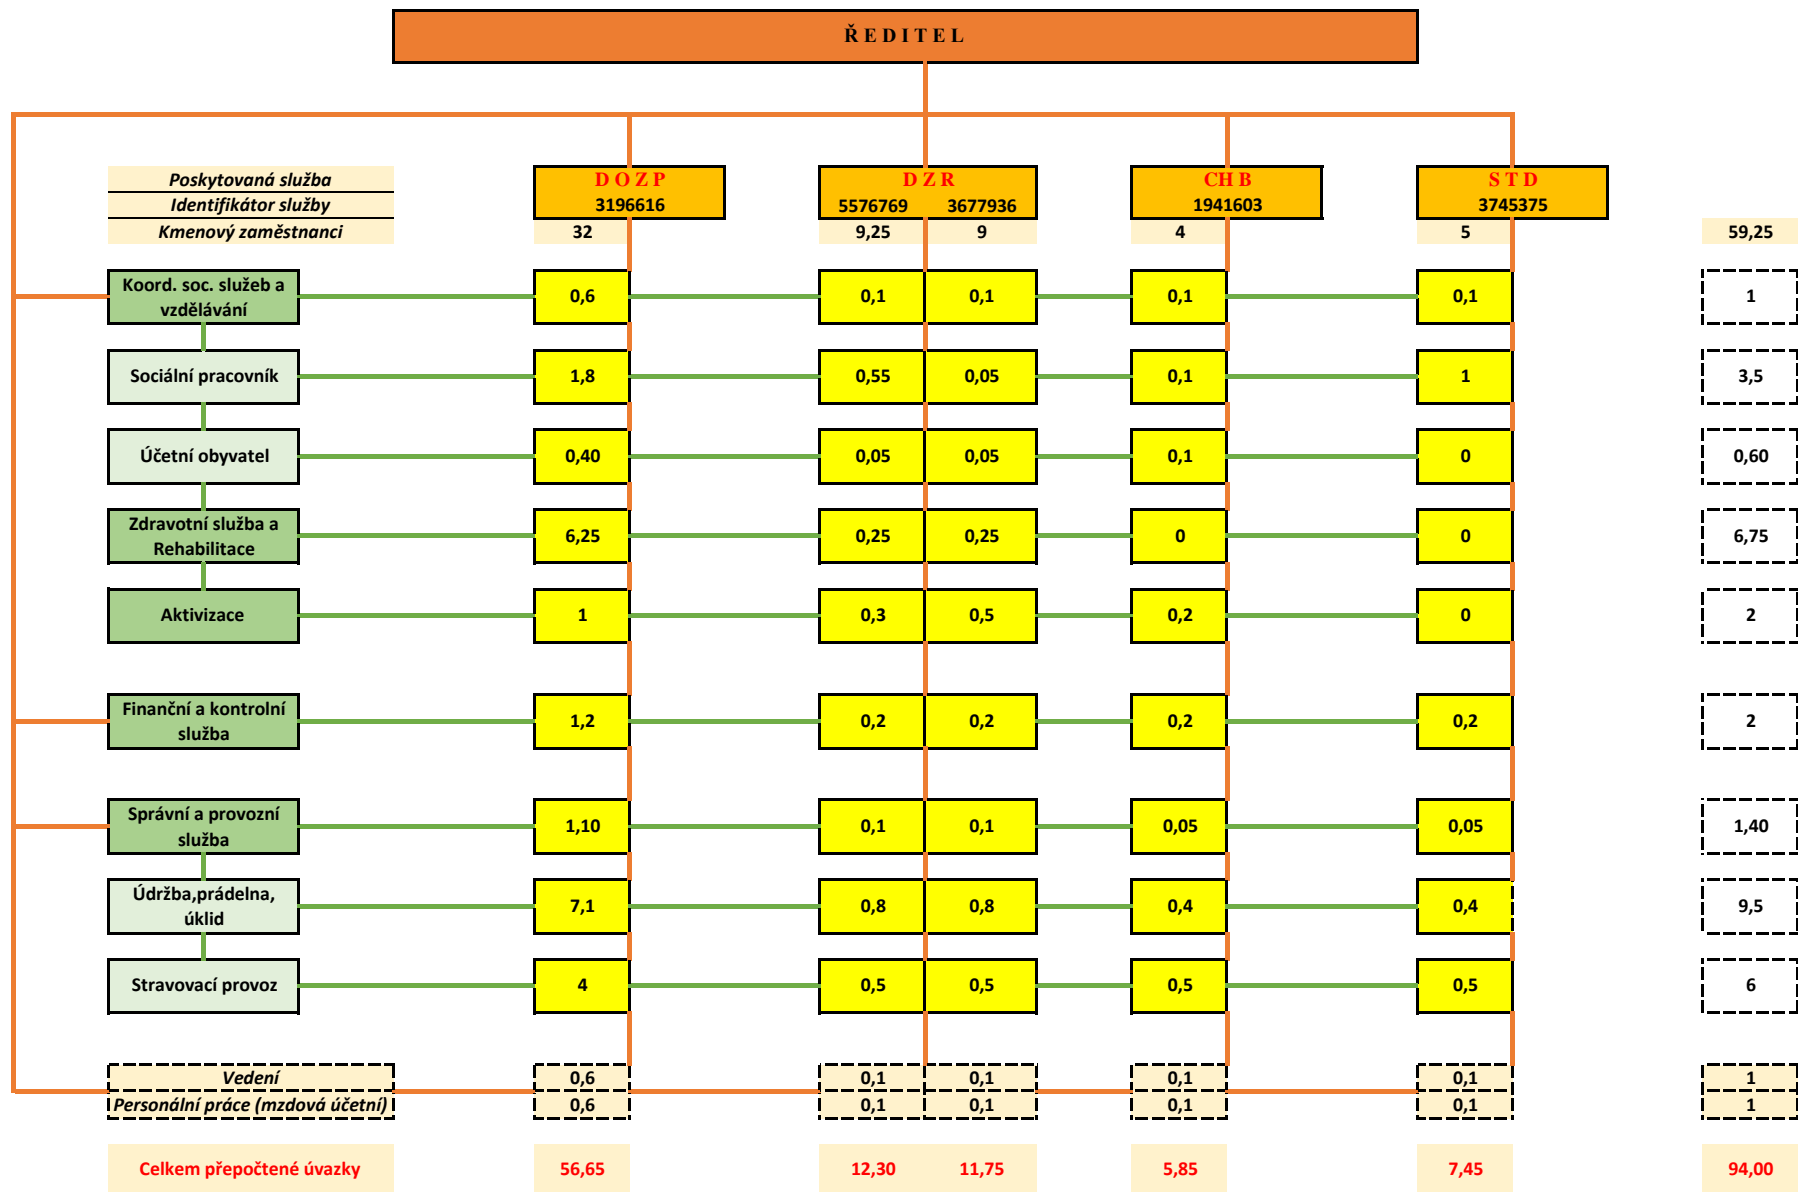 Ř E D I T E L
Poskytovaná služba D O Z P D Z R CH B S T D
Identifikátor služby 3196616 5576769 3677936 1941603 3745375
Kmenový zaměstnanci 32 9,25 9 4 5 59,25
Koord. soc. služeb a
vzdělávání 0,6 0,1 0,1 0,1 0,1 1
Sociální pracovník 1,8 0,55 0,05 0,1 1 3,5
Účetní obyvatel 0,40 0,05 0,05 0,1 0 0,60
Zdravotní služba a
Rehabilitace 6,25 0,25 0,25 0 0 6,75
Aktivizace 1 0,3 0,5 0,2 0 2
Finanční a kontrolní
služba 1,2 0,2 0,2 0,2 0,2 2
Správní a provozní
služba 1,10 0,1 0,1 0,05 0,05 1,40
Údržba,prádelna,
úklid 7,1 0,8 0,8 0,4 0,4 9,5
Stravovací provoz 4 0,5 0,5 0,5 0,5 6
Vedení 0,6 0,1 0,1 0,1 0,1 1
Personální práce (mzdová účetní) 0,6 0,1 0,1 0,1 0,1 1
Celkem přepočtené úvazky 56,65 12,30 11,75 5,85 7,45 94,00